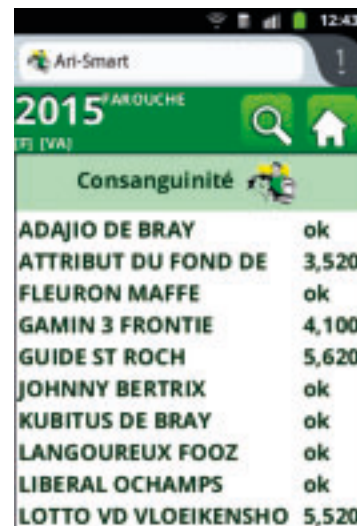 12:43
Ari-Smart
2015 FAROUCHE
[F] [VA]
Consanguinité
ADAJIO DE BRAY ok
ATTRIBUT DU FOND DE 3,520
FLEURON MAFFE ok
GAMIN 3 FRONTIE 4,100
GUIDE ST ROCH 5,620
JOHNNY BERTRIX ok
KUBITUS DE BRAY ok
LANGOUREUX FOOZ ok
LIBERAL OCHAMPS ok
LOTTO VD VLOEIKENSHO 5,520